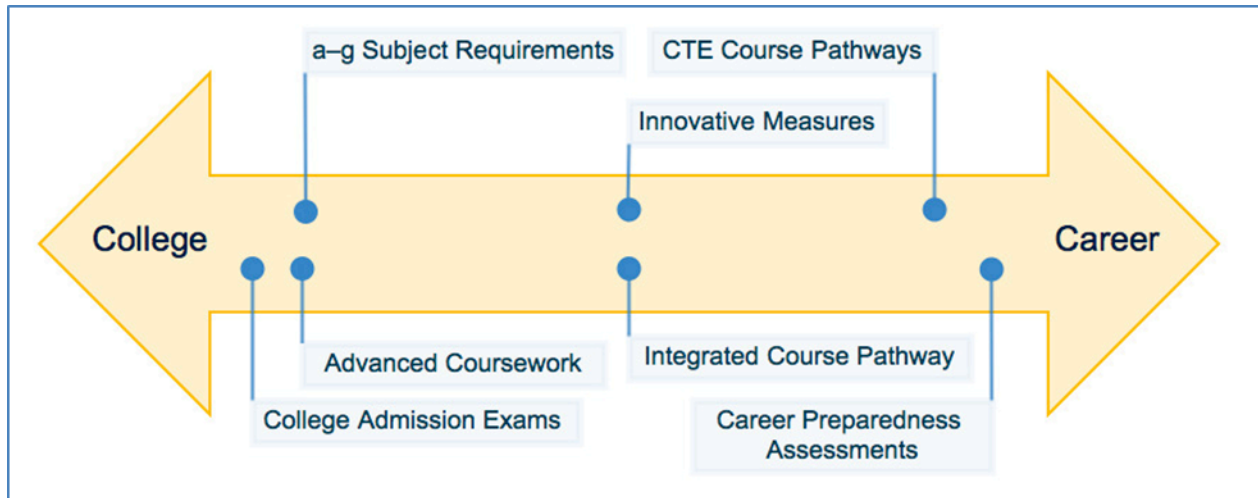 a–g Subject Requirements
CTE Course Pathways
Innovative Measures
College
Career
Advanced Coursework
Integrated Course Pathway
College Admission Exams
Career Preparedness
Assessments